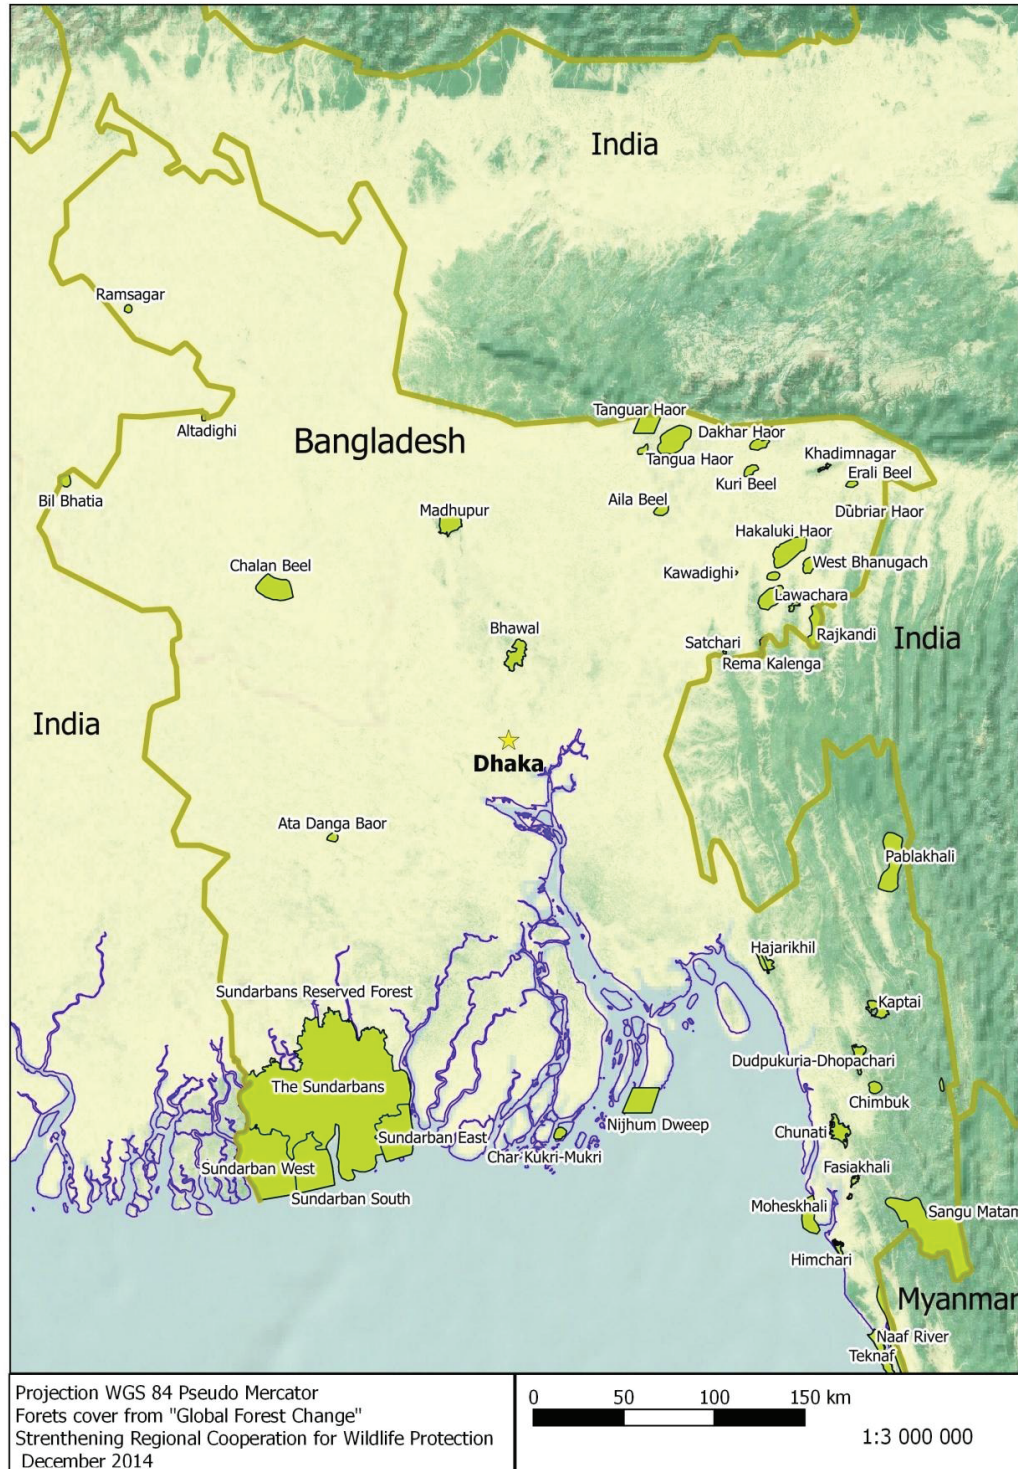 India
Ramsagar
Tanguar Haor
Altadighi
Bangladesh
Dakhar Haor
Tangua Haor
Khadimnagar
Erali Beel
Kuri Beel
Bil Bhatia
Aila Beel
Madhupur
Dubriar Haor
Hakaluki Haor
Chalan Beel
West Bhanugach
Kawadighi
Lawachara
Bhawal
Rajkandi
India
Satchari
Rema Kalenga
India
Dhaka
Ata Danga Baor
Pablakhali
Hajarikhil
Sundarbans Reserved Forest
Kaptai
Dudpukuria-Dhopachari
The Sundarbans
Chimbuk
Nijhum Dweep
Chunati
Sundarban East
Char Kukri-Mukri
Sundarban West
Fasiakhali
Sundarban South
Moheskhali
Sangu Matam
Himchari
Myanmar
Naaf River
Teknaf
Projection WGS 84 Pseudo Mercator
Forets cover from "Global Forest Change"
Strenthening Regional Cooperation for Wildlife Protection
December 2014
0 50 100 150 km
1:3 000 000